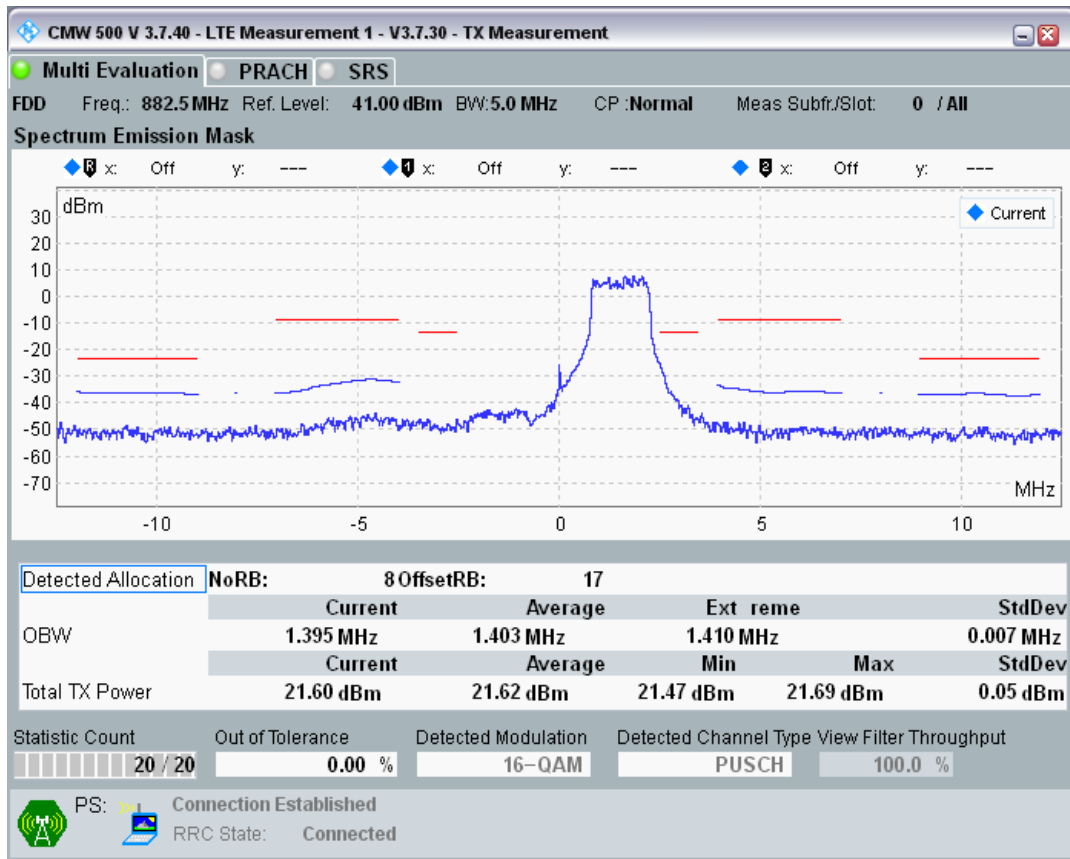 CMW 500 V 3.7.40 - LTE Measurement 1 - V3.7.30 - TX Measurement
Multi Evaluation PRACH SRS
FDD Freq.: 882.5 MHz Ref. Level: 41.00 dBm BW: 5.0 MHz CP :Normal Meas Subfr./Slot: 0 / All
Spectrum Emission Mask
R x: Off y: --- 1 x: Off y: --- 2 x: Off y: ---
dBm
Current
30
20
10
0
-10
-20
-30
-40
-50
-60
-70
MHz
-10 -5 0 5 10
Detected Allocation NoRB: 8 OffsetRB: 17
Current Average Ext reme StdDev
OBW 1.395 MHz 1.403 MHz 1.410 MHz 0.007 MHz
Current Average Min Max StdDev
Total TX Power 21.60 dBm 21.62 dBm 21.47 dBm 21.69 dBm 0.05 dBm
Statistic Count Out of Tolerance Detected Modulation Detected Channel Type View Filter Throughput
20 / 20 0.00 % 16-QAM PUSCH 100.0 %
PS: Connection Established
RRC State: Connected